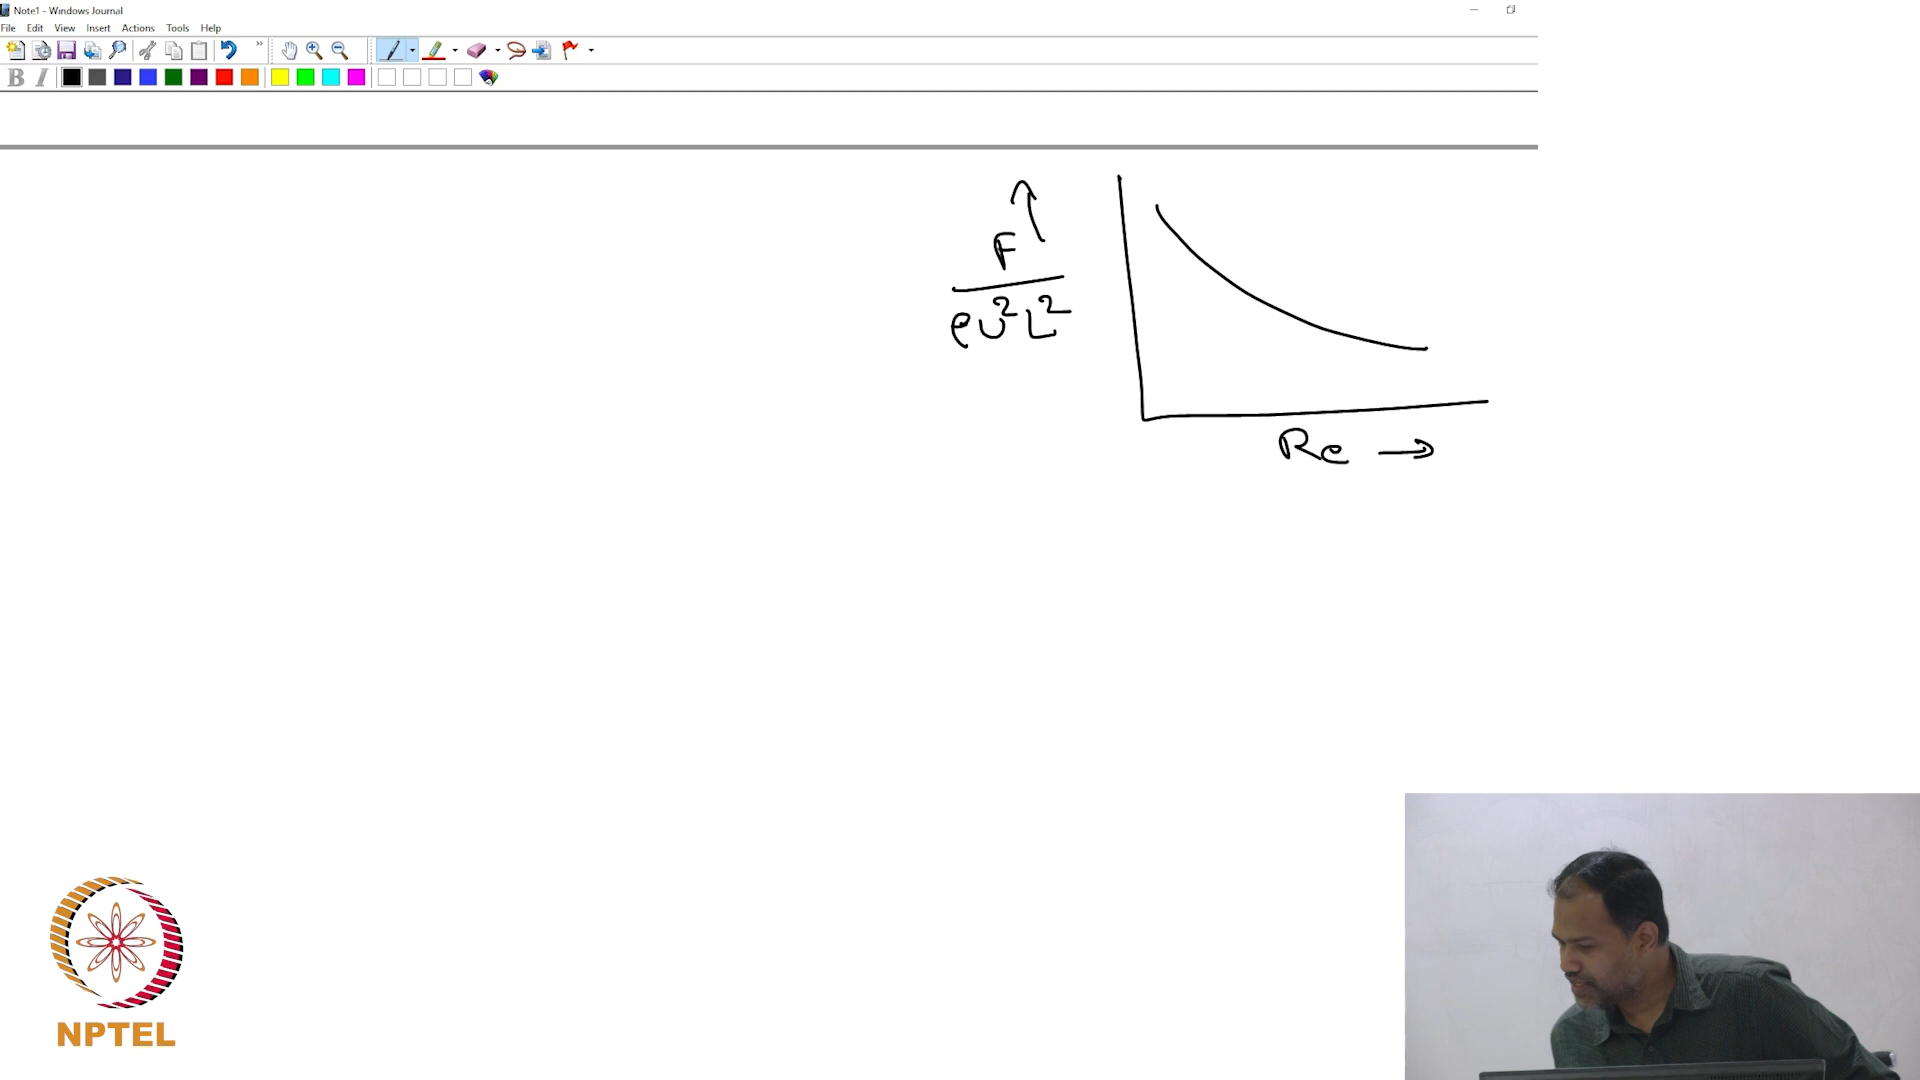 Note1 - Windows Journal
File Edit View Insert Actions Tools Help
B I
F
ρU²L²
Re →
NPTEL